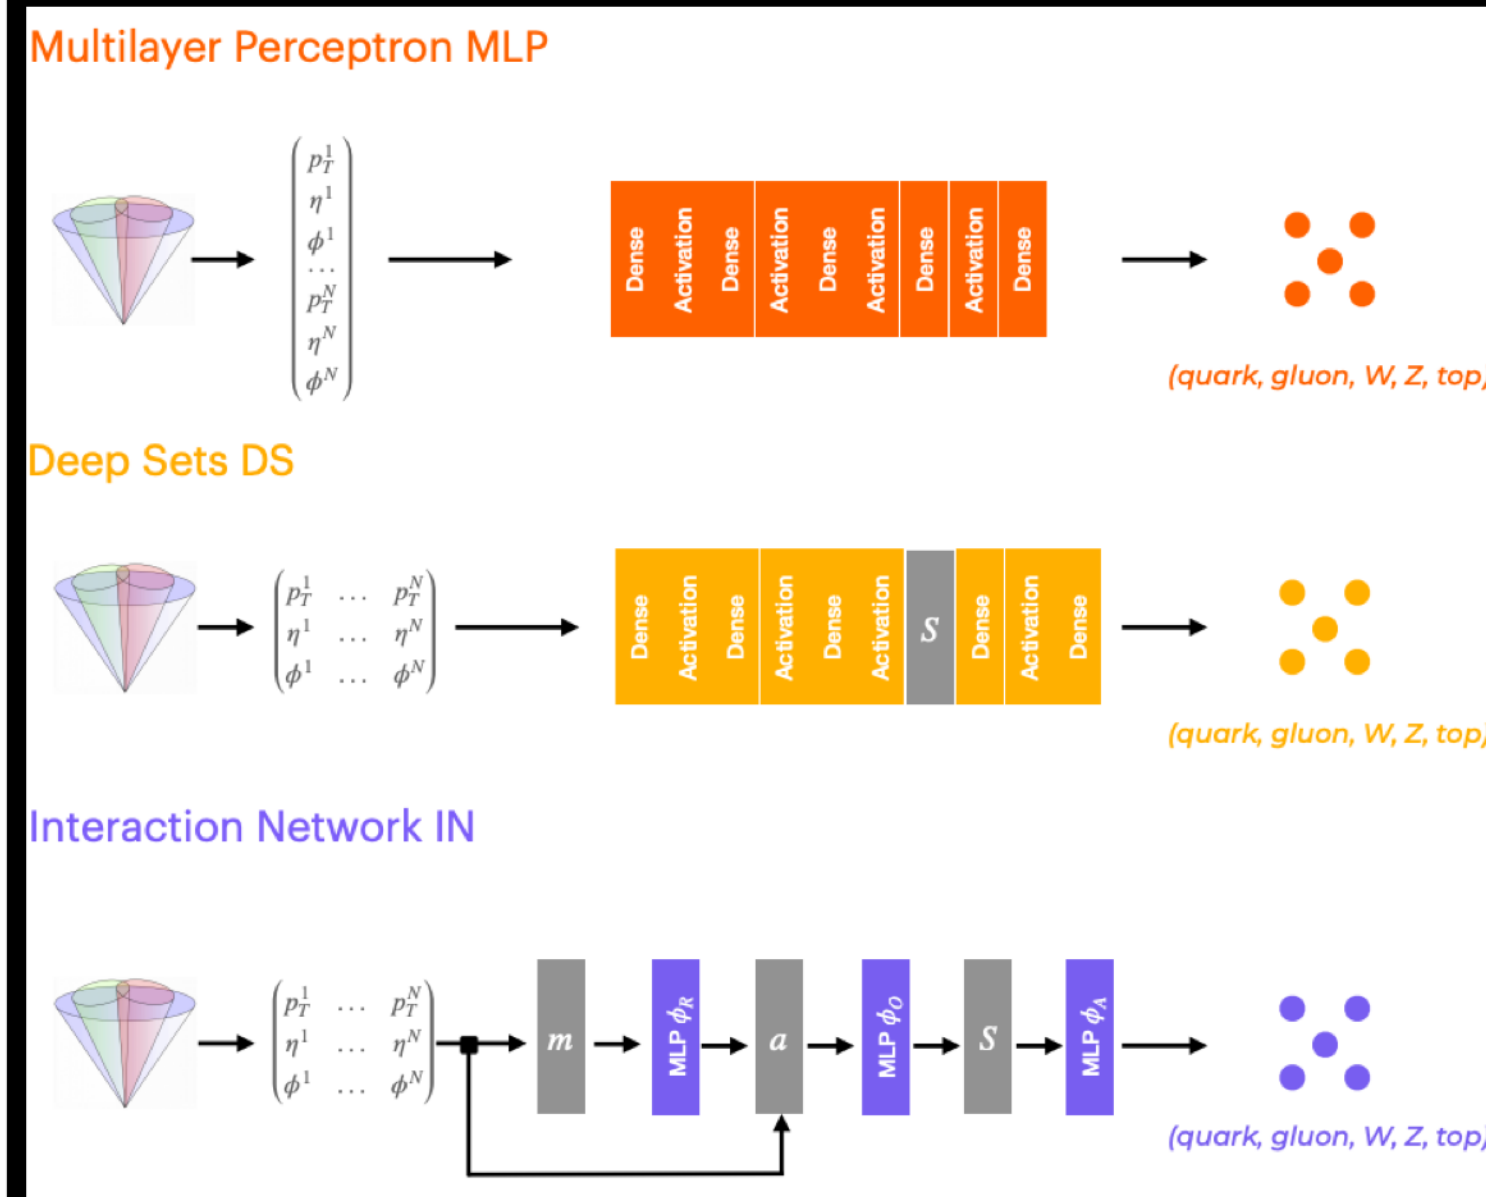 Multilayer Perceptron MLP
p_T^1
η^1
ϕ^1
...
p_T^N
η^N
ϕ^N
Dense
Activation
Dense
Activation
Dense
Activation
Dense
Activation
Dense
(quark, gluon, W, Z, top)
Deep Sets DS
p_T^1 ... p_T^N
η^1 ... η^N
ϕ^1 ... ϕ^N
Dense
Activation
Dense
Activation
Dense
Activation
S
Dense
Activation
Dense
(quark, gluon, W, Z, top)
Interaction Network IN
p_T^1 ... p_T^N
η^1 ... η^N
ϕ^1 ... ϕ^N
m
MLP ϕ_R
a
MLP ϕ_O
S
MLP ϕ_A
(quark, gluon, W, Z, top)